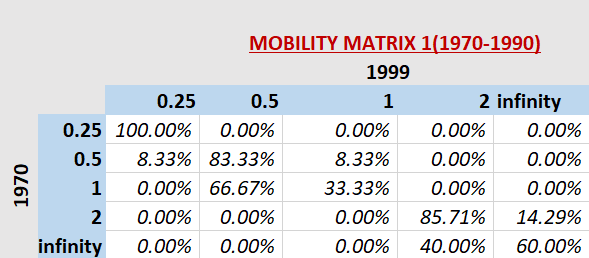 MOBILITY MATRIX 1(1970-1990)
1999
0.25 0.5 1 2 infinity
0.25 100.00% 0.00% 0.00% 0.00% 0.00%
0.5 8.33% 83.33% 8.33% 0.00% 0.00%
1970
1 0.00% 66.67% 33.33% 0.00% 0.00%
2 0.00% 0.00% 0.00% 85.71% 14.29%
infinity 0.00% 0.00% 0.00% 40.00% 60.00%